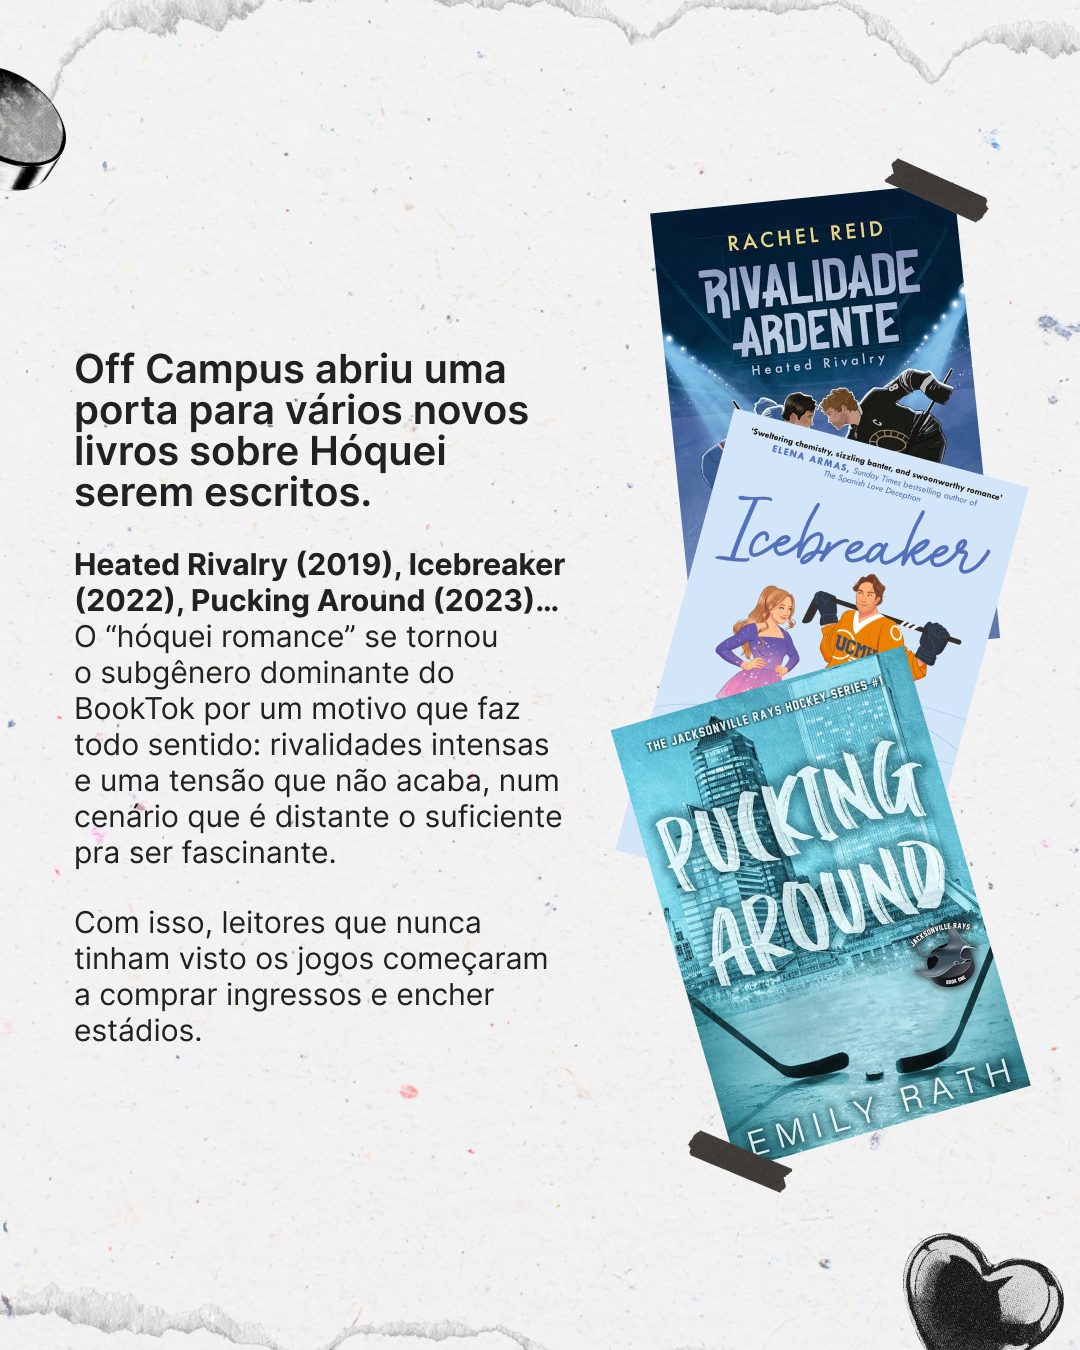 Off Campus abriu uma
porta para vários novos
livros sobre Hóquei
serem escritos.
Heated Rivalry (2019), Icebreaker
(2022), Pucking Around (2023)...
O “hóquei romance” se tornou
o subgênero dominante do
BookTok por um motivo que faz
todo sentido: rivalidades intensas
e uma tensão que não acaba, num
cenário que é distante o suficiente
pra ser fascinante.
Com isso, leitores que nunca
tinham visto os jogos começaram
a comprar ingressos e encher
estádios.
RACHEL REID
RIVALIDADE
ARDENTE
Heated Rivalry
'Sweltering chemistry, sizzling banter, and swoonworthy romance'
ELENA ARMAS, Sunday Times bestselling author of
The Spanish Love Deception
Icebreaker
UCMH
THE JACKSONVILLE RAYS HOCKEY SERIES #1
PUCKING
AROUND
JACKSONVILLE RAYS
BOOK ONE
EMILY RATH